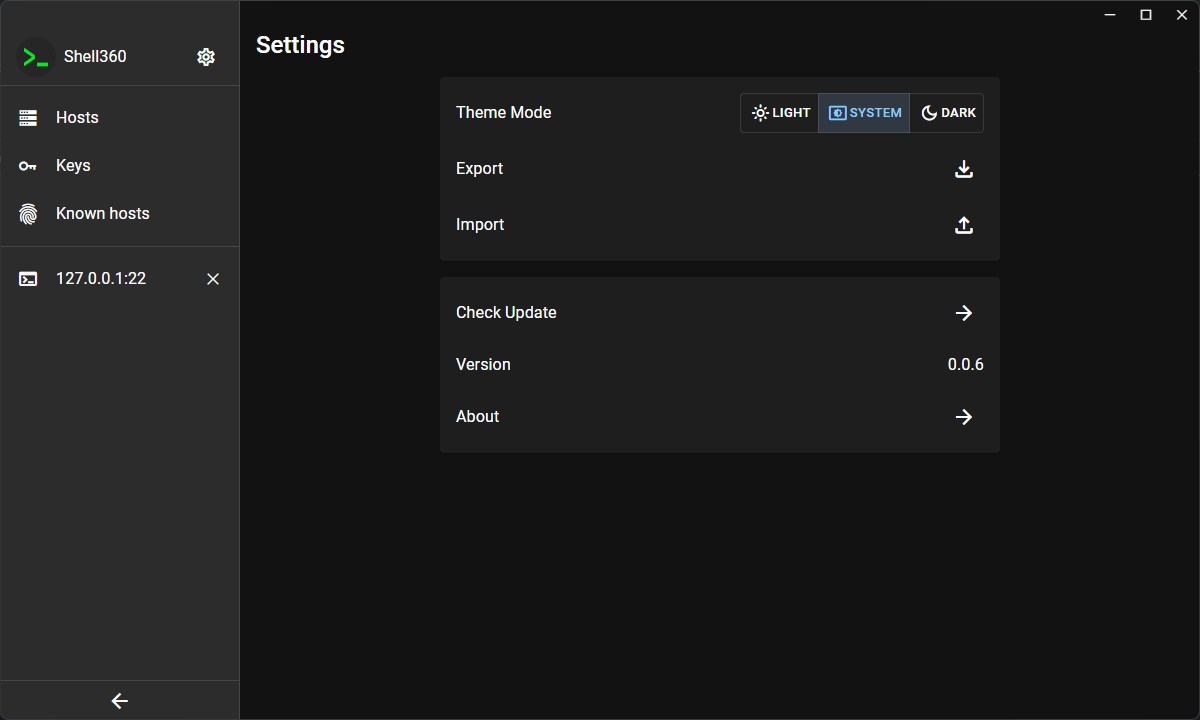 Shell360
Hosts
Keys
Known hosts
127.0.0.1:22
Settings
Theme Mode
LIGHT
SYSTEM
DARK
Export
Import
Check Update
Version
0.0.6
About